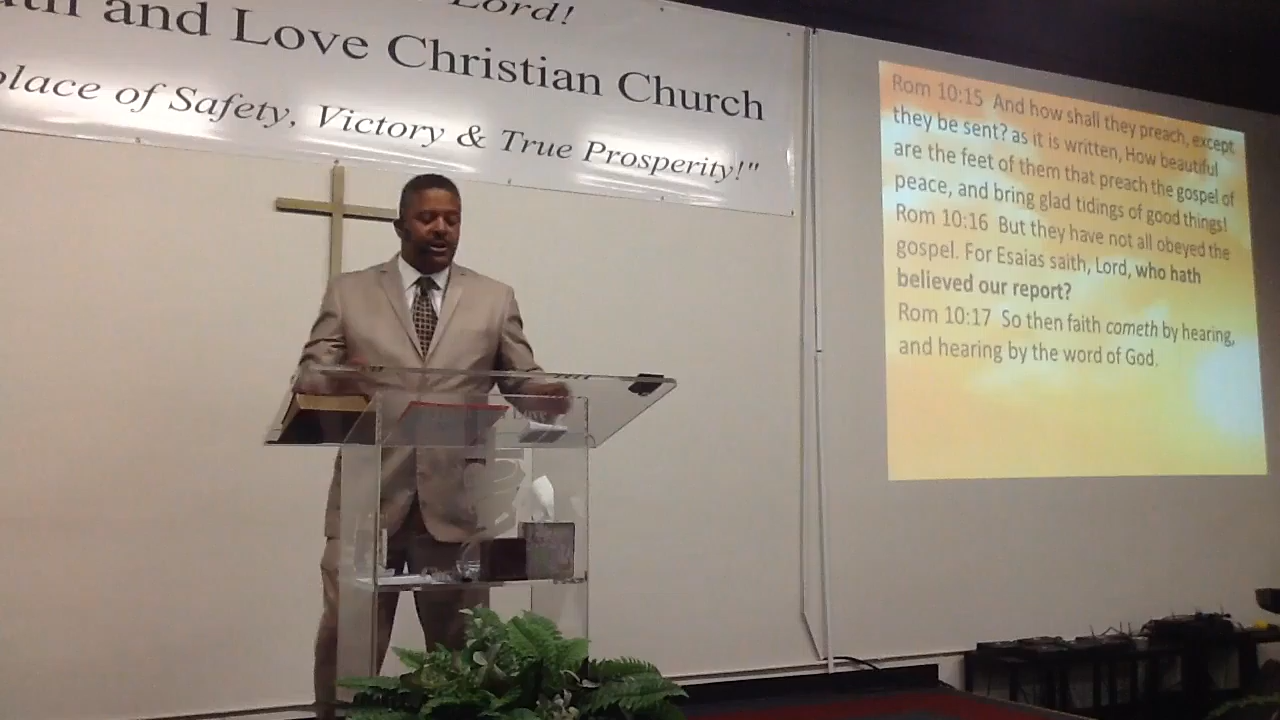 Lord!
and Love Christian Church
place of Safety, Victory & True Prosperity!"
Rom 10:15 And how shall they preach, except
they be sent? as it is written, How beautiful
are the feet of them that preach the gospel of
peace, and bring glad tidings of good things!
Rom 10:16 But they have not all obeyed the
gospel. For Esaias saith, Lord, who hath
believed our report?
Rom 10:17 So then faith cometh by hearing,
and hearing by the word of God.
Love